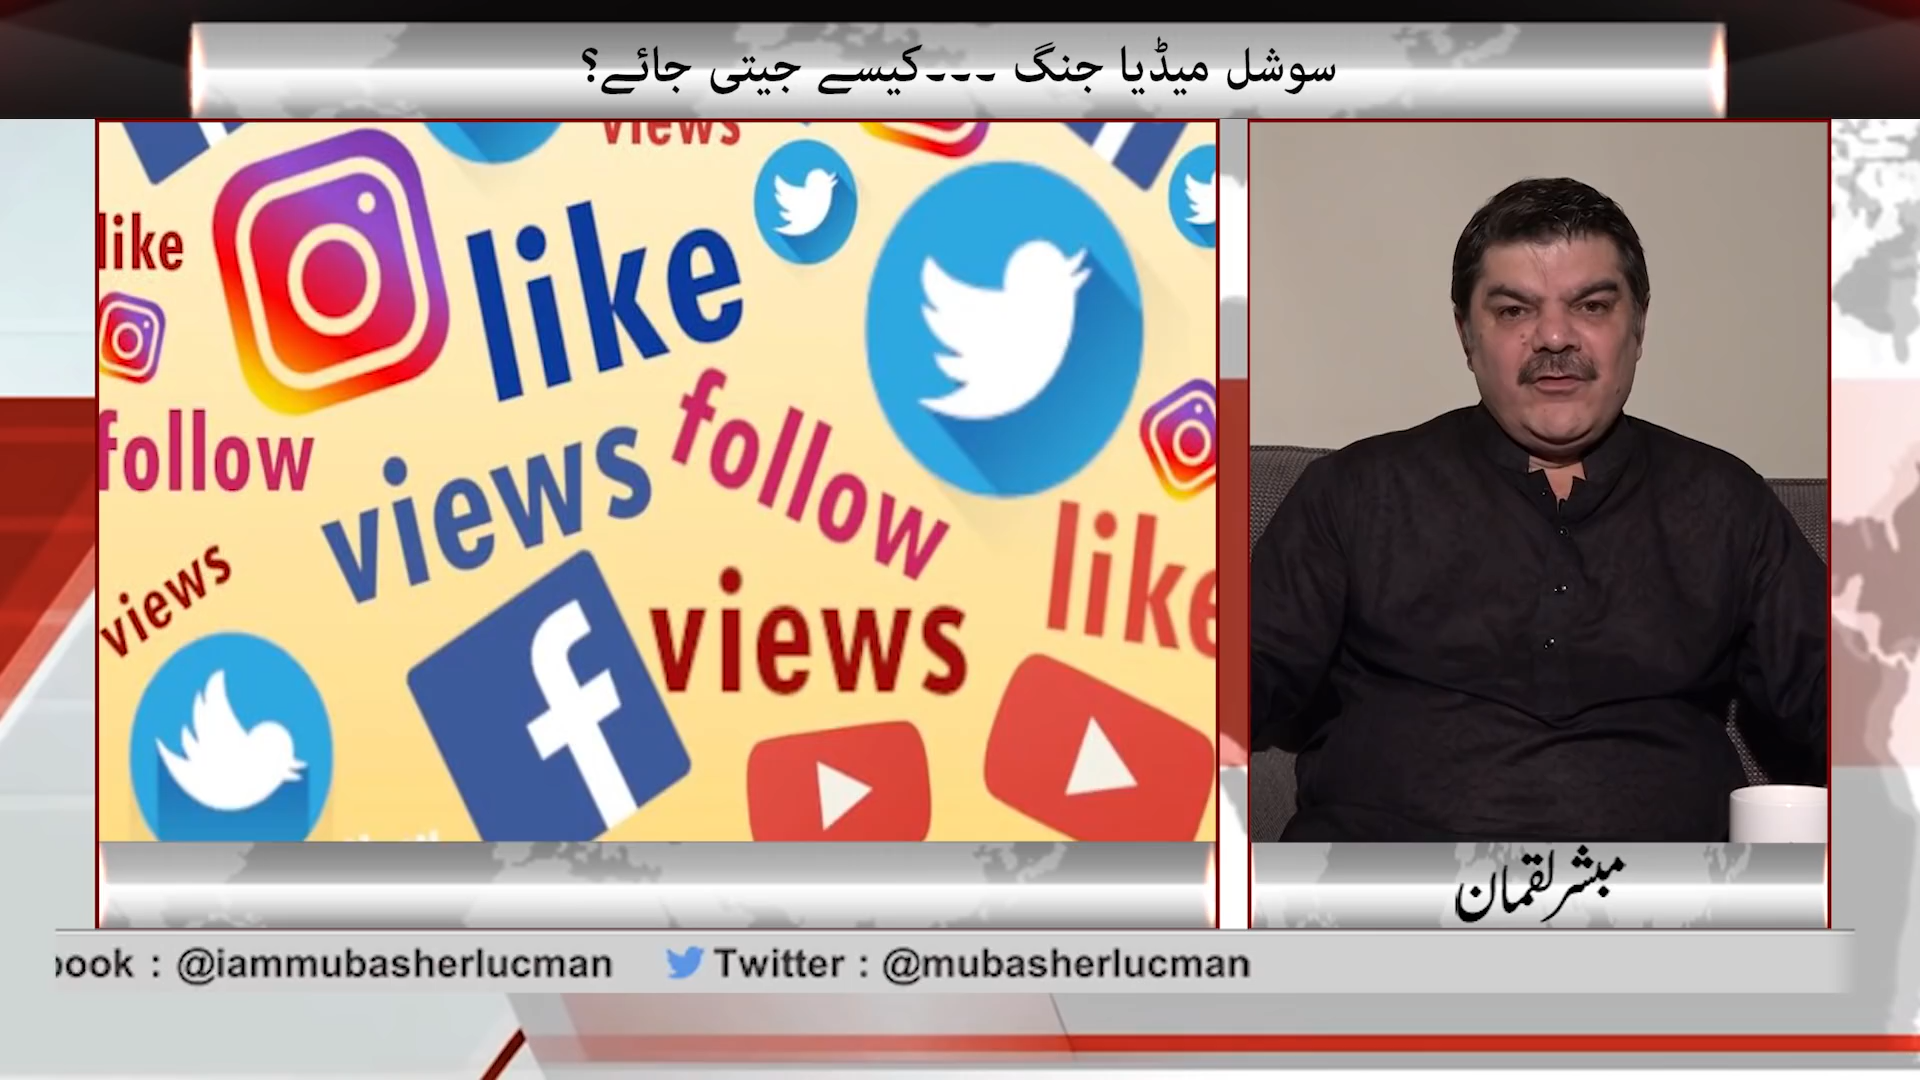 سوشل میڈیا جنگ ۔۔۔کیسے جیتی جائے؟
views
like
like
follow
follow
views
like
views
views
مبشر لقمان
book : @iammubasherlucman Twitter : @mubasherlucman